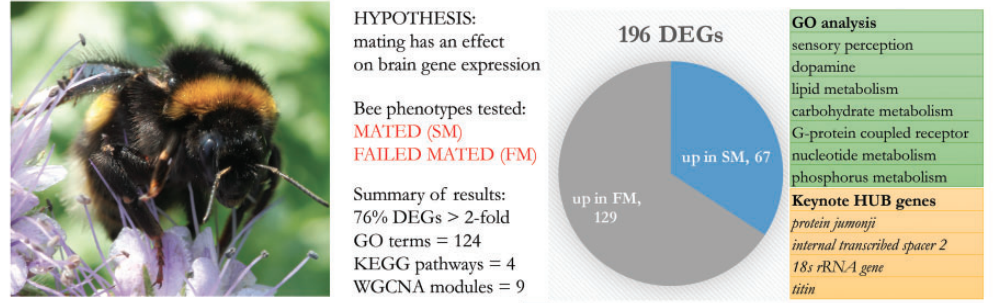 HYPOTHESIS:
mating has an effect
on brain gene expression
Bee phenotypes tested:
MATED (SM)
FAILED MATED (FM)
Summary of results:
76% DEGs > 2-fold
GO terms = 124
KEGG pathways = 4
WGCNA modules = 9
196 DEGs
up in SM, 67
up in FM,
129
GO analysis
sensory perception
dopamine
lipid metabolism
carbohydrate metabolism
G-protein coupled receptor
nucleotide metabolism
phosphorus metabolism
Keynote HUB genes
protein jumonji
internal transcribed spacer 2
18s rRNA gene
titin